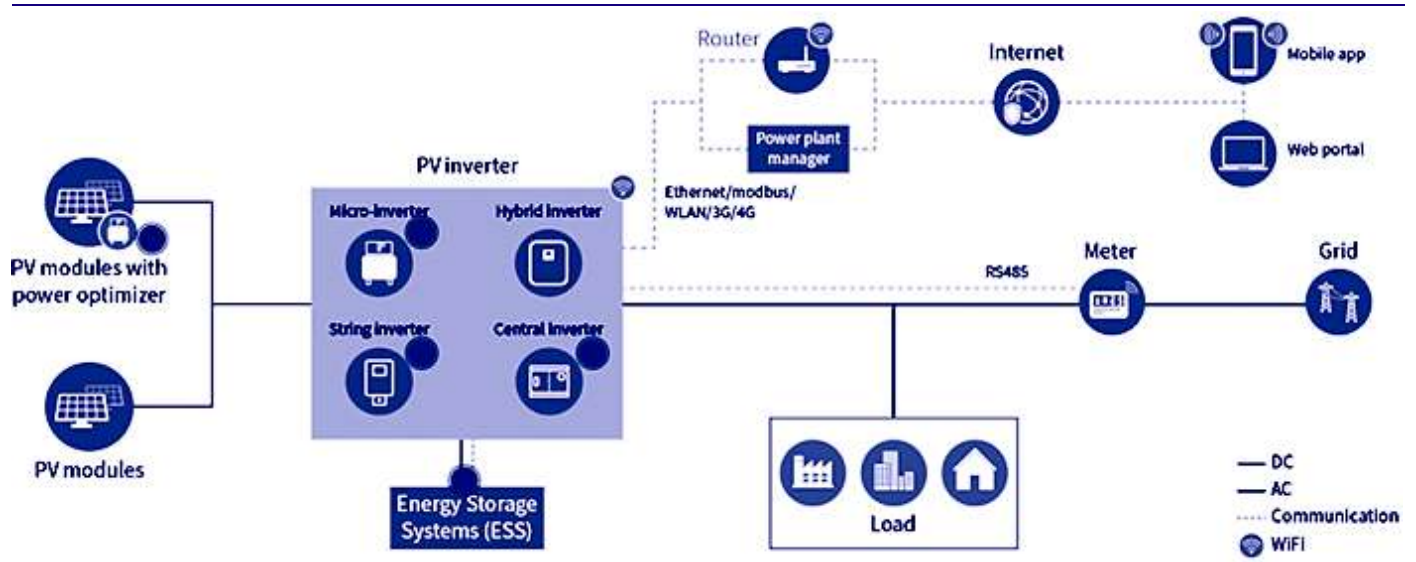 Router
Internet
Mobile app
Power plant
manager
Web portal
PV inverter
Ethernet/modbus/
WLAN/3G/4G
Micro-inverter
Hybrid inverter
PV modules with
power optimizer
RS485
Meter
Grid
String inverter
Central inverter
PV modules
Energy Storage
Systems (ESS)
Load
DC
AC
Communication
WiFi